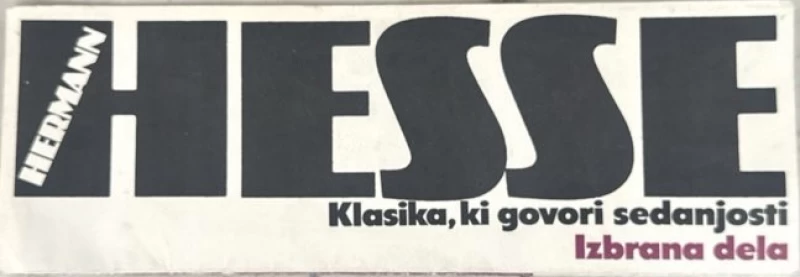 HERMANN
HESSE
Klasika, ki govori sedanjosti
Izbrana dela